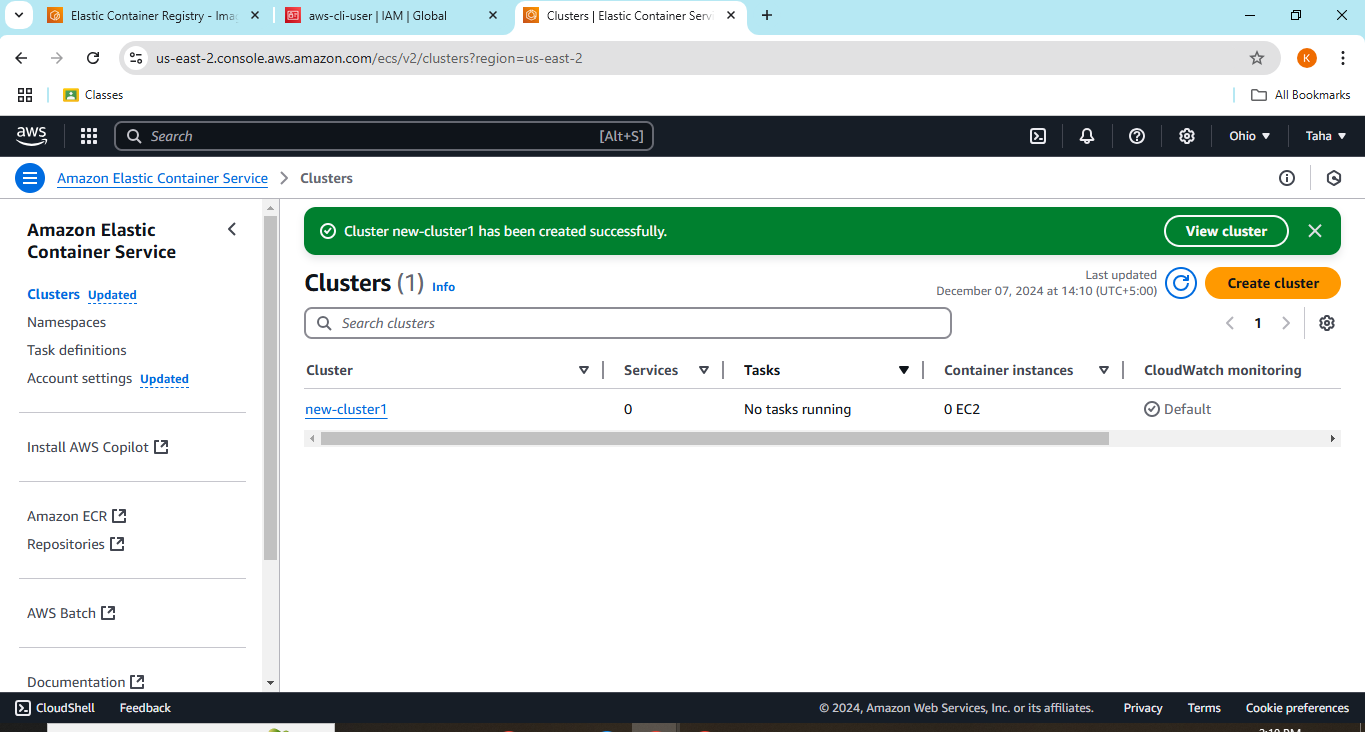 Elastic Container Registry - Ima
aws-cli-user | IAM | Global
Clusters | Elastic Container Serv
us-east-2.console.aws.amazon.com/ecs/v2/clusters?region=us-east-2
K
Classes
All Bookmarks
aws
Search
[Alt+S]
Ohio
Taha
Amazon Elastic Container Service
Clusters
Amazon Elastic
Container Service
Clusters Updated
Namespaces
Task definitions
Account settings Updated
Install AWS Copilot
Amazon ECR
Repositories
AWS Batch
Documentation
Cluster new-cluster1 has been created successfully.
View cluster
Clusters (1) Info
Last updated
December 07, 2024 at 14:10 (UTC+5:00)
Create cluster
Search clusters
1
Cluster Services Tasks Container instances CloudWatch monitoring
new-cluster1 0 No tasks running 0 EC2 Default
CloudShell Feedback
© 2024, Amazon Web Services, Inc. or its affiliates. Privacy Terms Cookie preferences